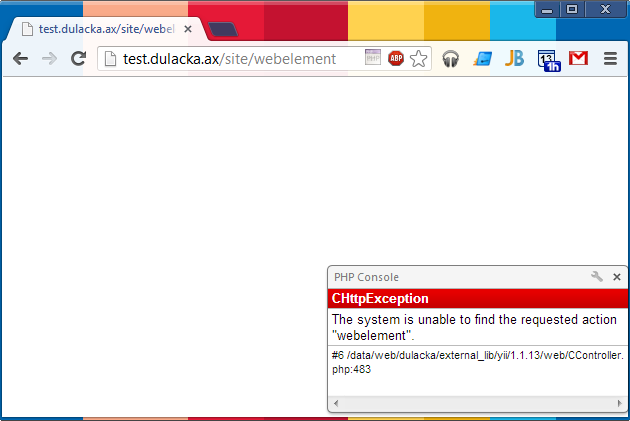 test.dulacka.ax/site/webel
test.dulacka.ax/site/webelement
PHP
ABP
JB
13
1h
PHP Console
CHttpException
The system is unable to find the requested action
"webelement".
#6 /data/web/dulacka/external_lib/yii/1.1.13/web/CController.
php:483